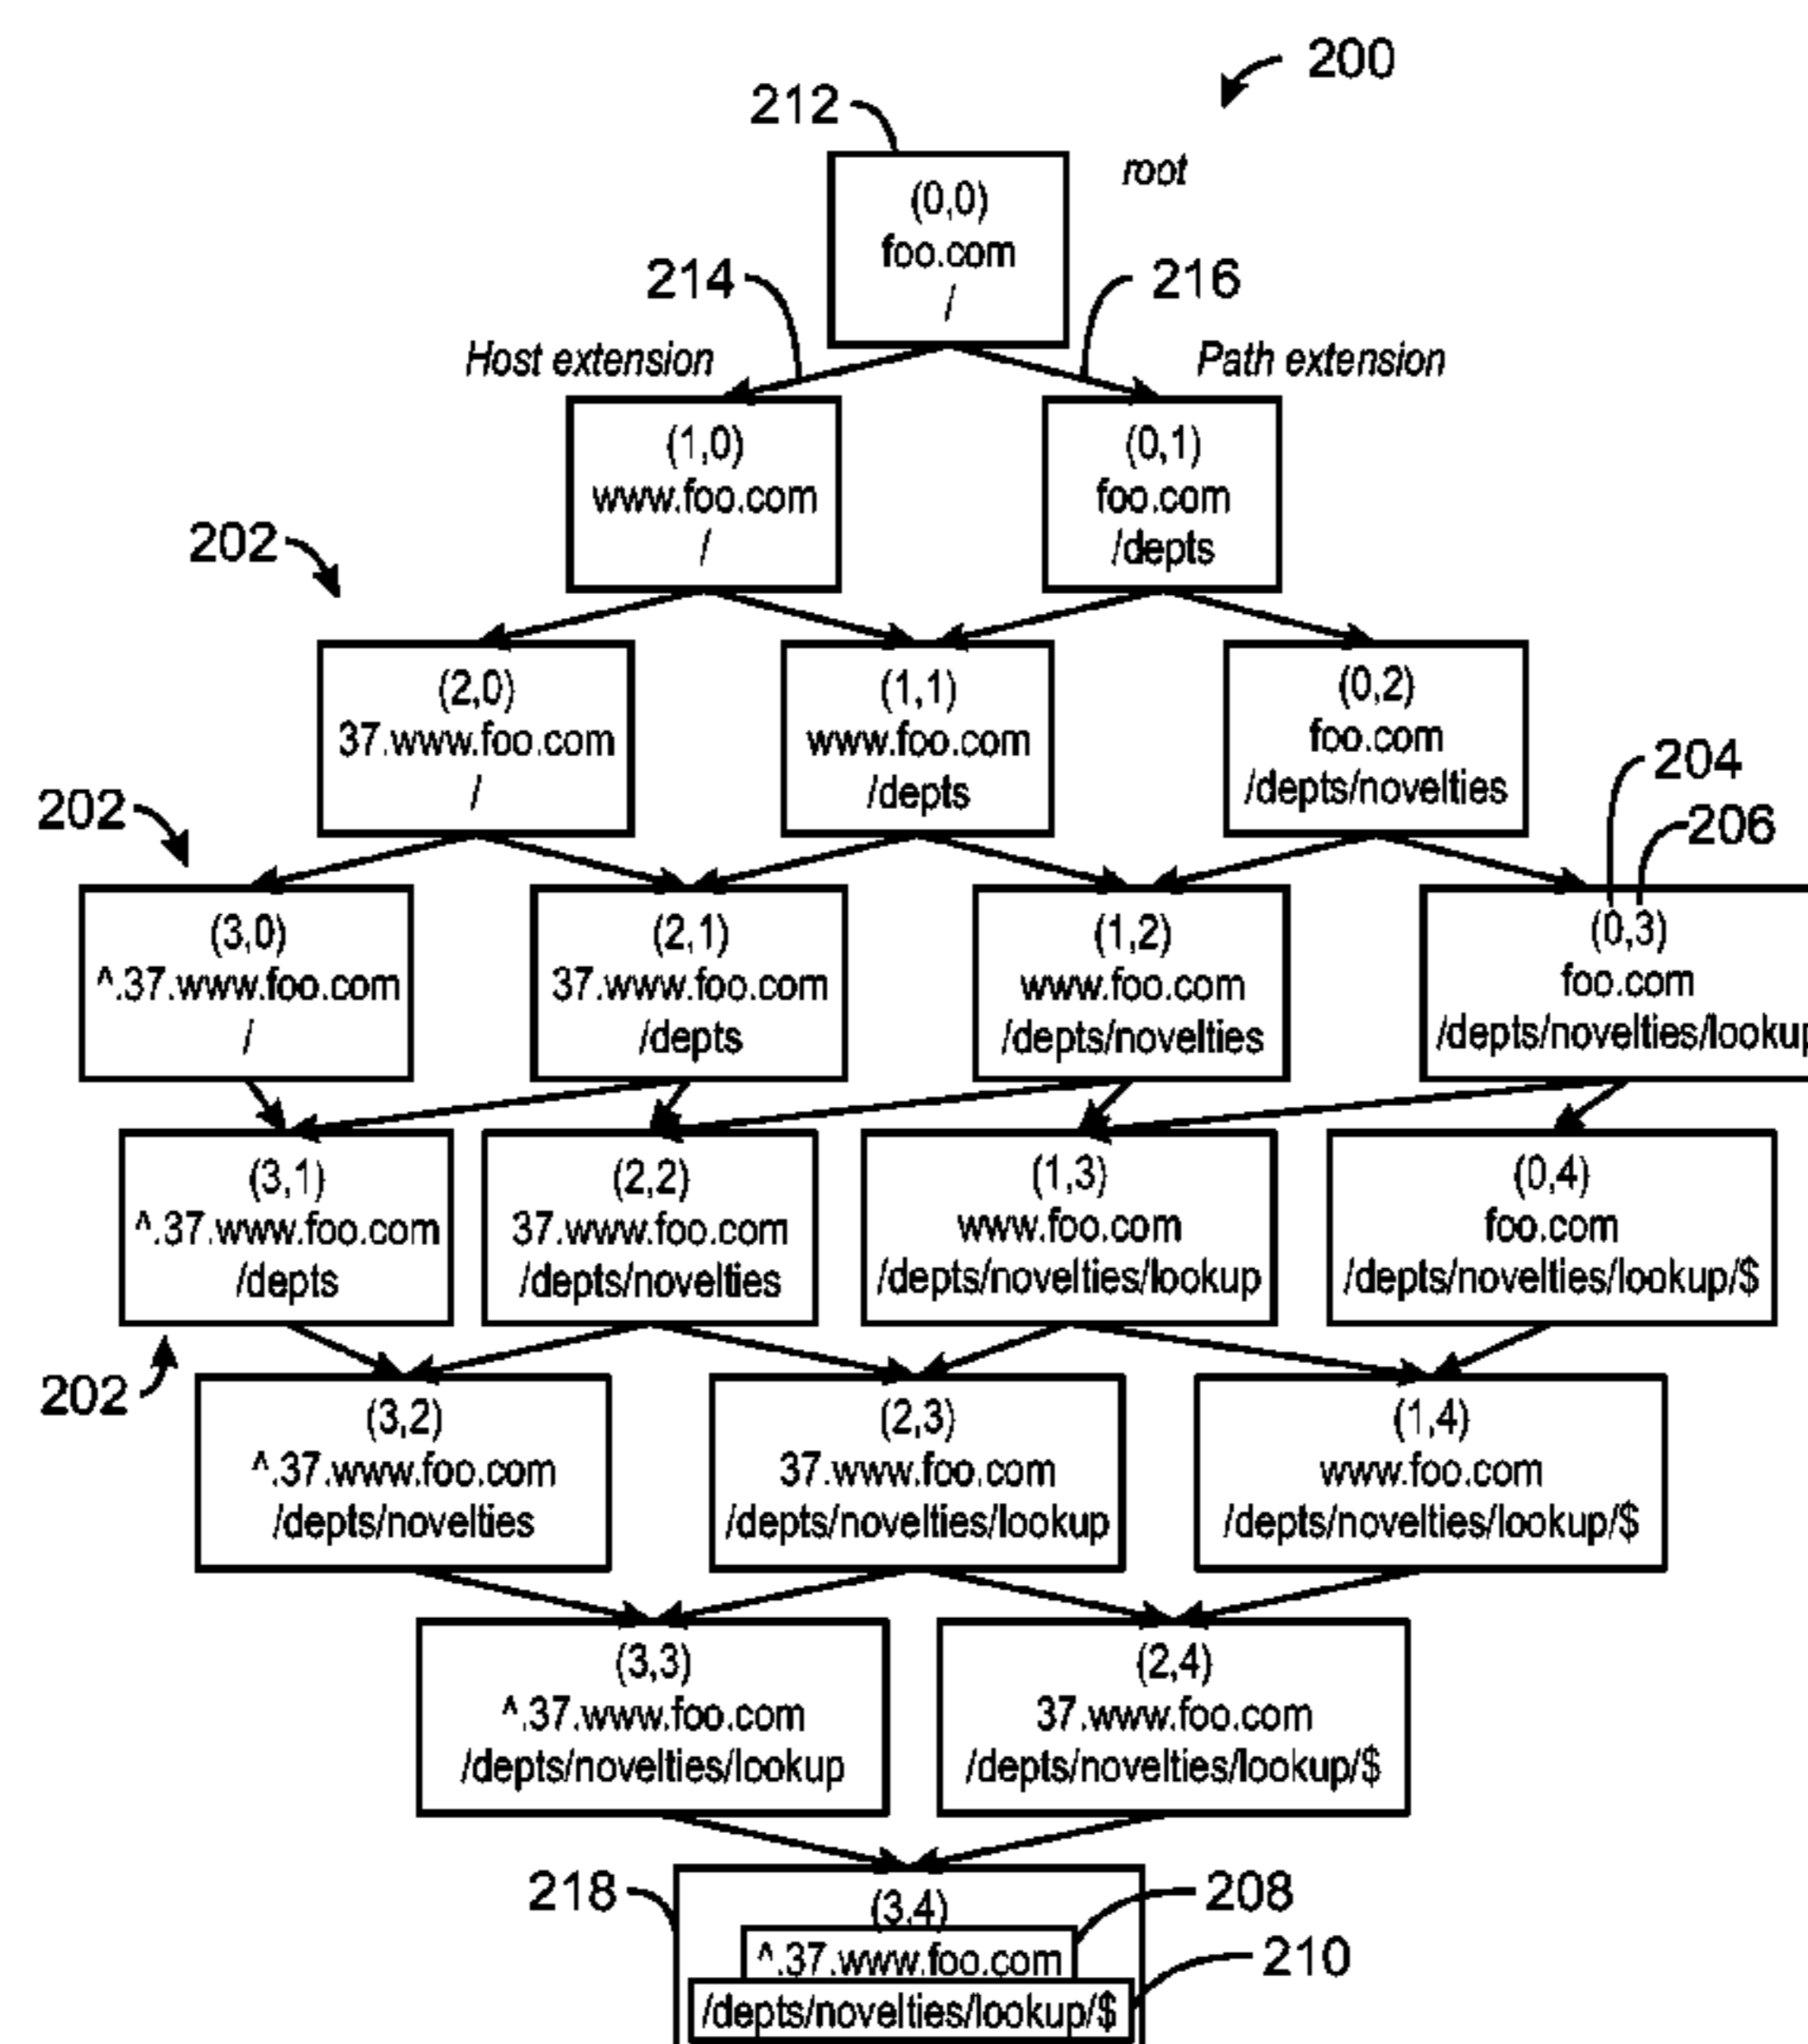 200
212
root
(0,0)
foo.com
/
214
216
Host extension
Path extension
(1,0)
www.foo.com
/
(0,1)
foo.com
/depts
202
(2,0)
37.www.foo.com
/
(1,1)
www.foo.com
/depts
(0,2)
foo.com
/depts/novelties
204
206
202
(3,0)
^.37.www.foo.com
/
(2,1)
37.www.foo.com
/depts
(1,2)
www.foo.com
/depts/novelties
(0,3)
foo.com
/depts/novelties/lookup
(3,1)
^.37.www.foo.com
/depts
(2,2)
37.www.foo.com
/depts/novelties
(1,3)
www.foo.com
/depts/novelties/lookup
(0,4)
foo.com
/depts/novelties/lookup/$
202
(3,2)
^.37.www.foo.com
/depts/novelties
(2,3)
37.www.foo.com
/depts/novelties/lookup
(1,4)
www.foo.com
/depts/novelties/lookup/$
(3,3)
^.37.www.foo.com
/depts/novelties/lookup
(2,4)
37.www.foo.com
/depts/novelties/lookup/$
218
(3,4)
208
^.37.www.foo.com
210
/depts/novelties/lookup/$